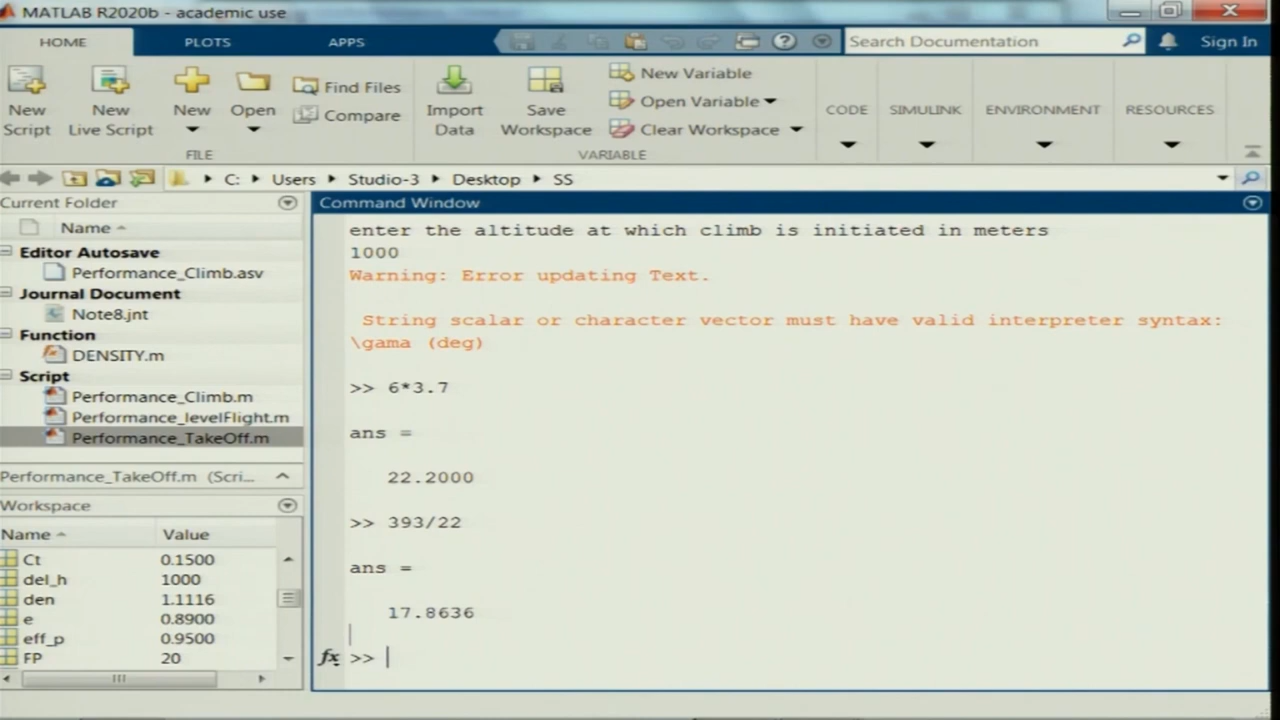 MATLAB R2020b - academic use
HOME PLOTS APPS
Search Documentation
Sign In
New Script
New Live Script
New
Open
Find Files
Compare
Import Data
Save Workspace
New Variable
Open Variable
Clear Workspace
CODE
SIMULINK
ENVIRONMENT
RESOURCES
FILE
VARIABLE
C: Users Studio-3 Desktop SS
Current Folder
Name
Editor Autosave
Performance_Climb.asv
Journal Document
Note8.jnt
Function
DENSITY.m
Script
Performance_Climb.m
Performance_levelFlight.m
Performance_TakeOff.m
Performance_TakeOff.m (Scri...
Workspace
Name Value
Ct 0.1500
del_h 1000
den 1.1116
e 0.8900
eff_p 0.9500
FP 20
Command Window
enter the altitude at which climb is initiated in meters
1000
Warning: Error updating Text.
String scalar or character vector must have valid interpreter syntax:
\gama (deg)
>> 6*3.7
ans =
22.2000
>> 393/22
ans =
17.8636
fx >>